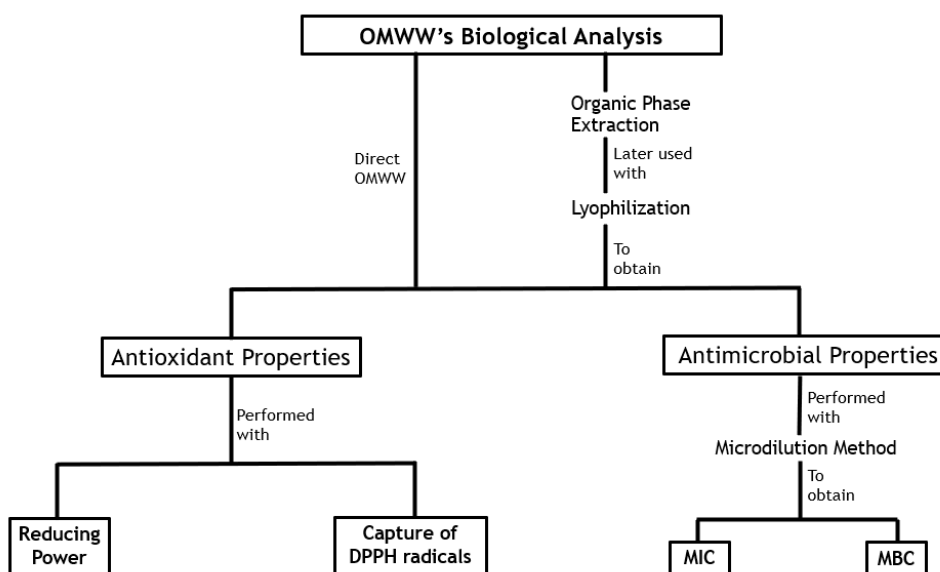 OMWW's Biological Analysis
Organic Phase
Extraction
Direct
OMWW
Later used
with
Lyophilization
To
obtain
Antioxidant Properties
Antimicrobial Properties
Performed
with
Performed
with
Microdilution Method
To
obtain
Reducing
Power
Capture of
DPPH radicals
MIC
MBC